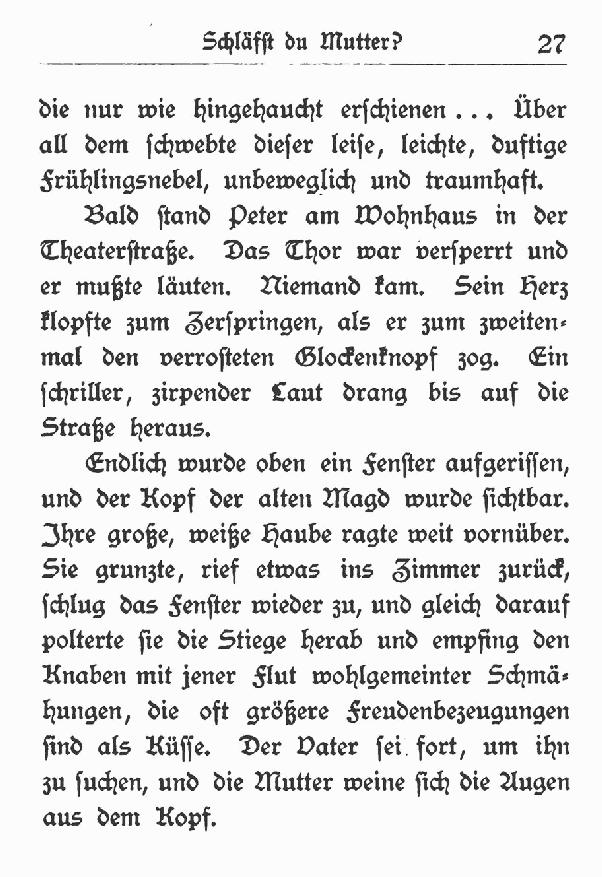 Schläfst du Mutter? 27
die nur wie hingehaucht erschienen . . . Über
all dem schwebte dieser leise, leichte, duftige
Frühlingsnebel, unbeweglich und traumhaft.
Bald stand Peter am Wohnhaus in der
Theaterstraße. Das Thor war versperrt und
er mußte läuten. Niemand kam. Sein Herz
klopfte zum Zerspringen, als er zum zweiten-
mal den verrosteten Glockenknopf zog. Ein
schriller, zirpender Laut drang bis auf die
Straße heraus.
Endlich wurde oben ein Fenster aufgerissen,
und der Kopf der alten Magd wurde sichtbar.
Ihre große, weiße Haube ragte weit vornüber.
Sie grunzte, rief etwas ins Zimmer zurück,
schlug das Fenster wieder zu, und gleich darauf
polterte sie die Stiege herab und empfing den
Knaben mit jener Flut wohlgemeinter Schmä-
hungen, die oft größere Freudenbezeugungen
sind als Küsse. Der Vater sei fort, um ihn
zu suchen, und die Mutter weine sich die Augen
aus dem Kopf.